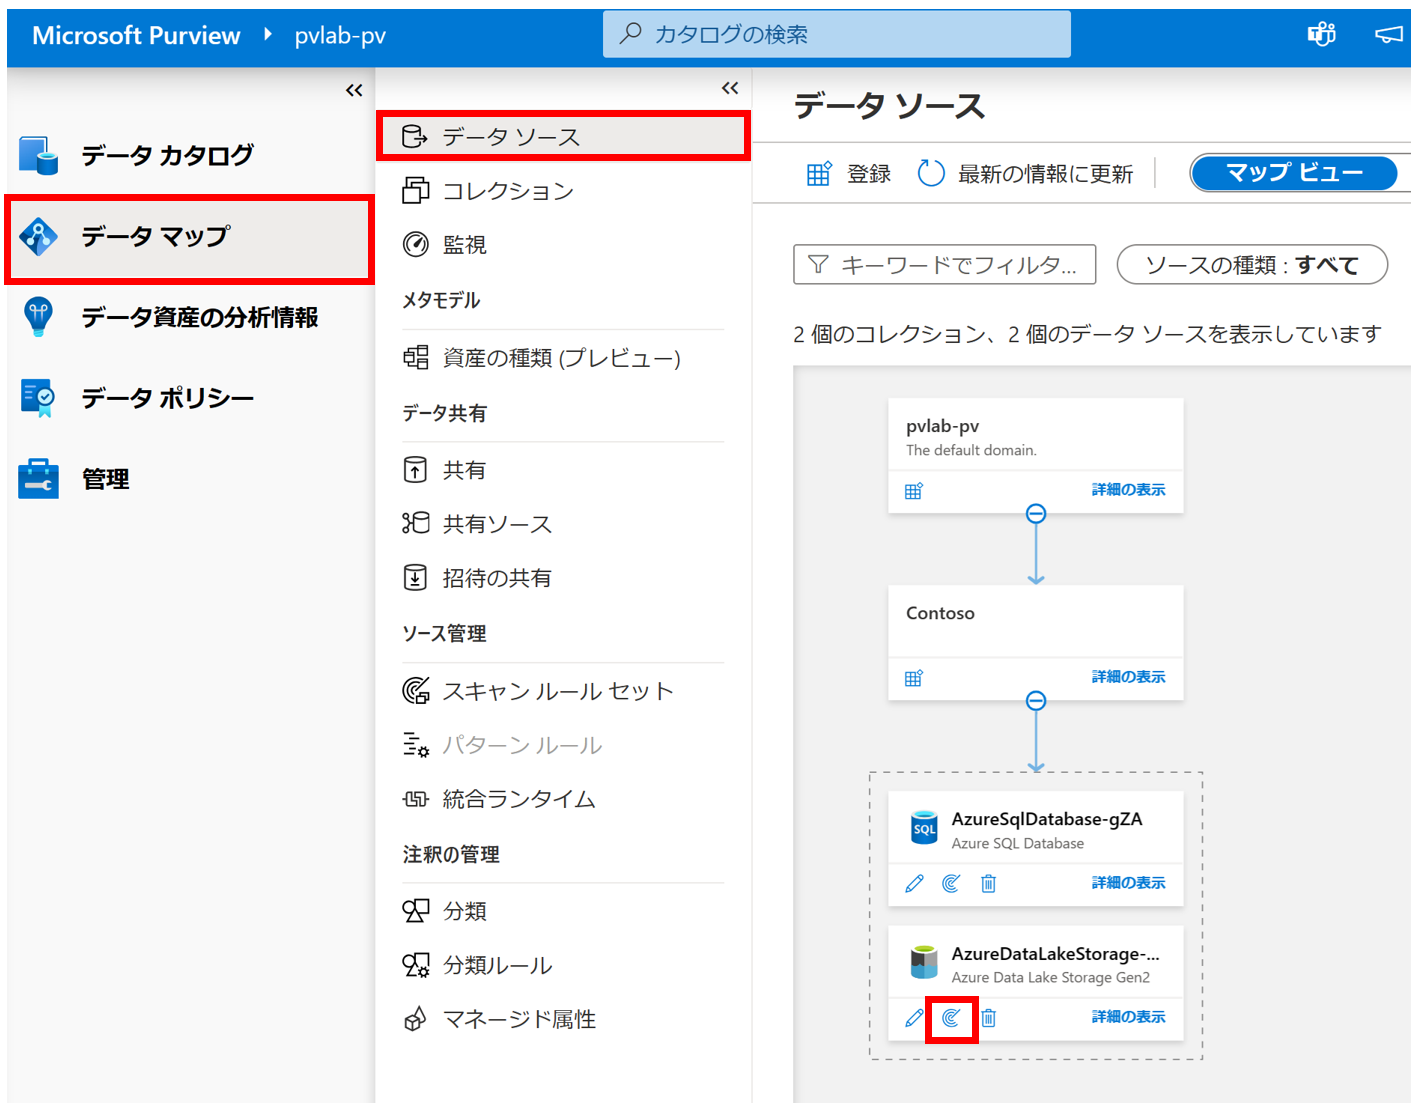 Microsoft Purview pvlab-pv カタログの検索
データ カタログ
データ マップ
データ資産の分析情報
データ ポリシー
管理
データ ソース
コレクション
監視
メタモデル
資産の種類 (プレビュー)
データ共有
共有
共有ソース
招待の共有
ソース管理
スキャン ルール セット
パターン ルール
統合ランタイム
注釈の管理
分類
分類ルール
マネージド属性
データ ソース
登録 最新の情報に更新 マップ ビュー
キーワードでフィルタ... ソースの種類 : すべて
2 個のコレクション、2 個のデータ ソースを表示しています
pvlab-pv
The default domain.
詳細の表示
Contoso
詳細の表示
SQL
AzureSqlDatabase-gZA
Azure SQL Database
詳細の表示
AzureDataLakeStorage-...
Azure Data Lake Storage Gen2
詳細の表示